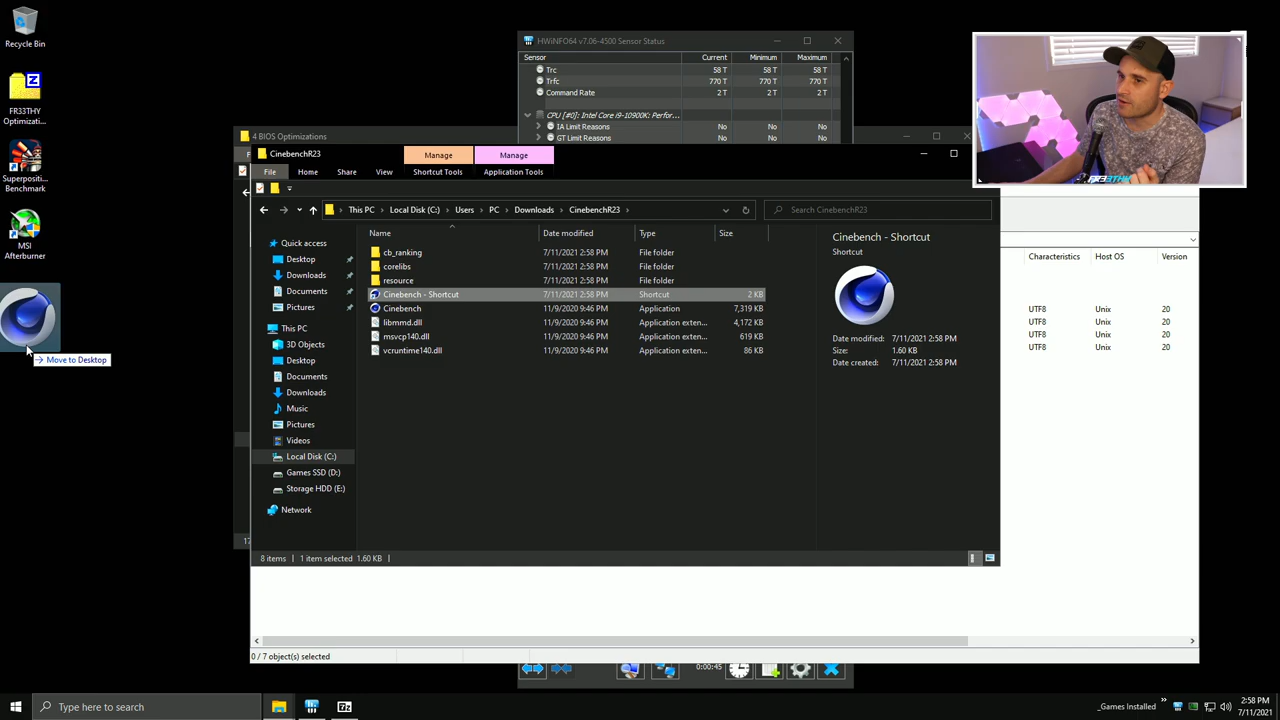 Recycle Bin
FR33THY
Optimizati...
Superpositi...
Benchmark
MSI
Afterburner
Move to Desktop
HWiNFO64 v7.06-4500 Sensor Status
Sensor Current Minimum Maximum
Trc 58 T 58 T 58 T
Trfc 770 T 770 T 770 T
Command Rate 2 T 2 T 2 T
CPU [#0]: Intel Core i9-10900K: Perfor...
IA Limit Reasons No No No
GT Limit Reasons No No No
4 BIOS Optimizations
CinebenchR23 Manage Manage
File Home Share View Shortcut Tools Application Tools
This PC Local Disk (C:) Users PC Downloads CinebenchR23
Search CinebenchR23
Quick access
Desktop
Downloads
Documents
Pictures
This PC
3D Objects
Desktop
Documents
Downloads
Music
Pictures
Videos
Local Disk (C:)
Games SSD (D:)
Storage HDD (E:)
Network
Name Date modified Type Size
cb_ranking 7/11/2021 2:58 PM File folder
corelibs 7/11/2021 2:58 PM File folder
resource 7/11/2021 2:58 PM File folder
Cinebench - Shortcut 7/11/2021 2:58 PM Shortcut 2 KB
Cinebench 11/9/2020 9:46 PM Application 7,319 KB
libmmd.dll 11/9/2020 9:46 PM Application exten... 4,172 KB
msvcp140.dll 11/9/2020 9:46 PM Application exten... 619 KB
vcruntime140.dll 11/9/2020 9:46 PM Application exten... 86 KB
Cinebench - Shortcut
Shortcut
Date modified: 7/11/2021 2:58 PM
Size: 1.60 KB
Date created: 7/11/2021 2:58 PM
8 items 1 item selected 1.60 KB
Characteristics Host OS Version
UTF8 Unix 20
UTF8 Unix 20
UTF8 Unix 20
UTF8 Unix 20
0 / 7 object(s) selected
0:00:45
Type here to search
_Games Installed
2:58 PM
7/11/2021